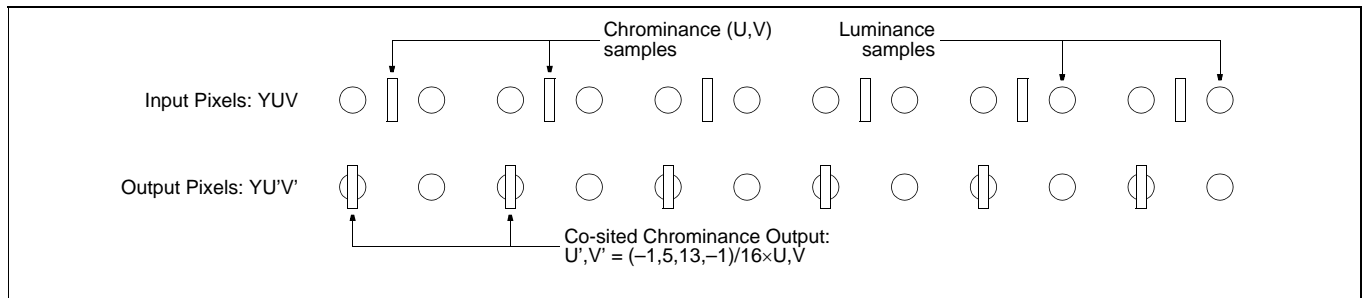 Chrominance (U,V)
samples
Luminance
samples
Input Pixels: YUV
Output Pixels: YU’V’
Co-sited Chrominance Output:
U’,V’ = (–1,5,13,–1)/16×U,V